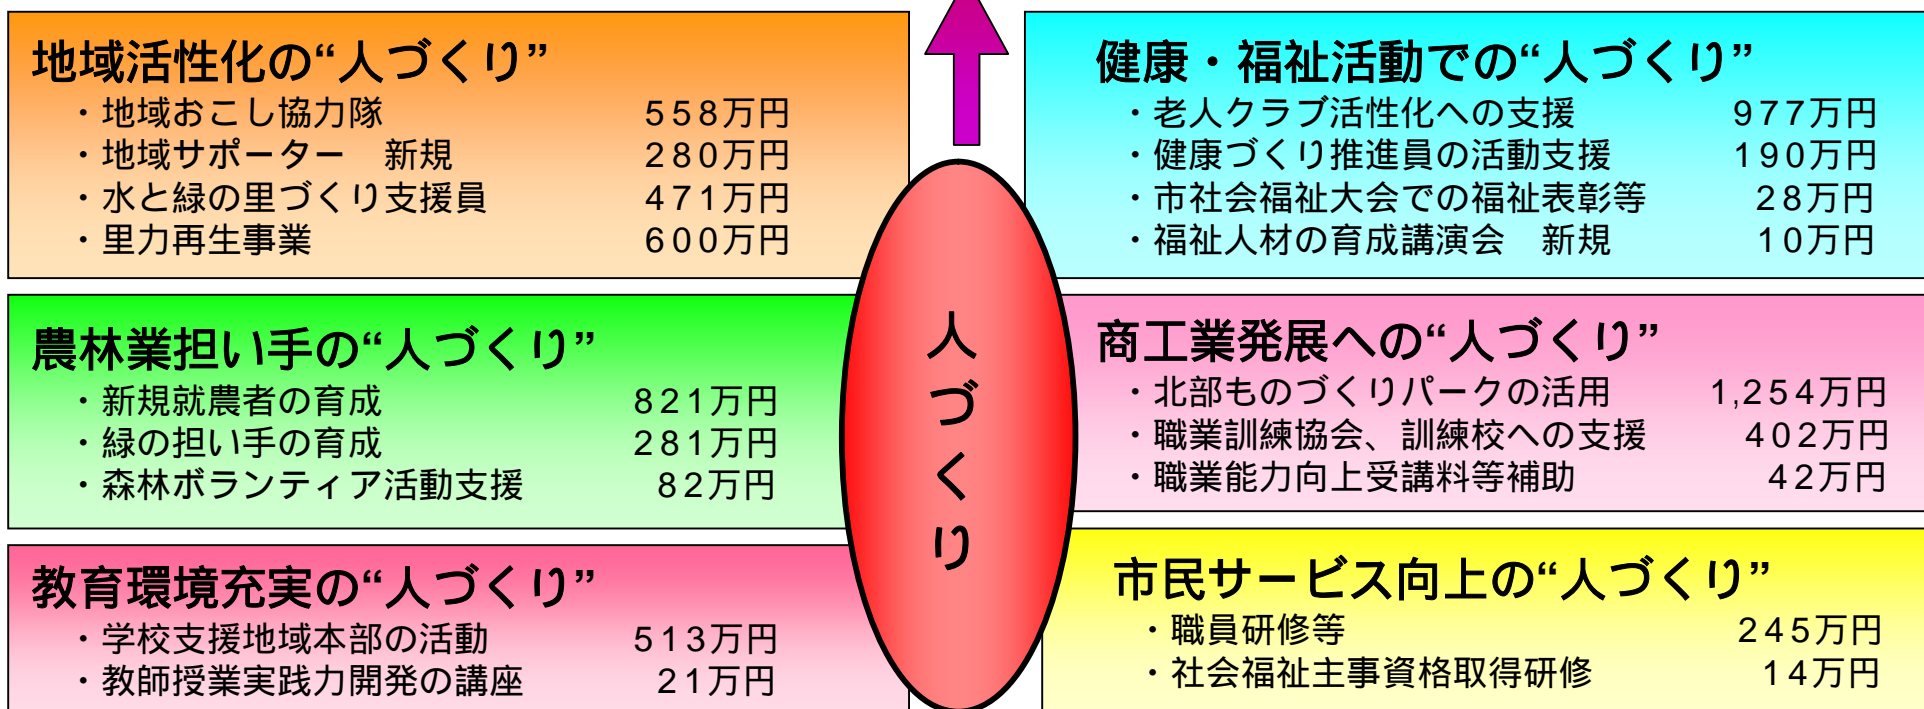 地域活性化の“人づくり”
・地域おこし協力隊 558万円
・地域サポーター 新規 280万円
・水と緑の里づくり支援員 471万円
・里力再生事業 600万円
健康・福祉活動での“人づくり”
・老人クラブ活性化への支援 977万円
・健康づくり推進員の活動支援 190万円
・市社会福祉大会での福祉表彰等 28万円
・福祉人材の育成講演会 新規 10万円
農林業担い手の“人づくり”
・新規就農者の育成 821万円
・緑の担い手の育成 281万円
・森林ボランティア活動支援 82万円
人づくり
商工業発展への“人づくり”
・北部ものづくりパークの活用 1,254万円
・職業訓練協会、訓練校への支援 402万円
・職業能力向上受講料等補助 42万円
教育環境充実の“人づくり”
・学校支援地域本部の活動 513万円
・教師授業実践力開発の講座 21万円
市民サービス向上の“人づくり”
・職員研修等 245万円
・社会福祉主事資格取得研修 14万円